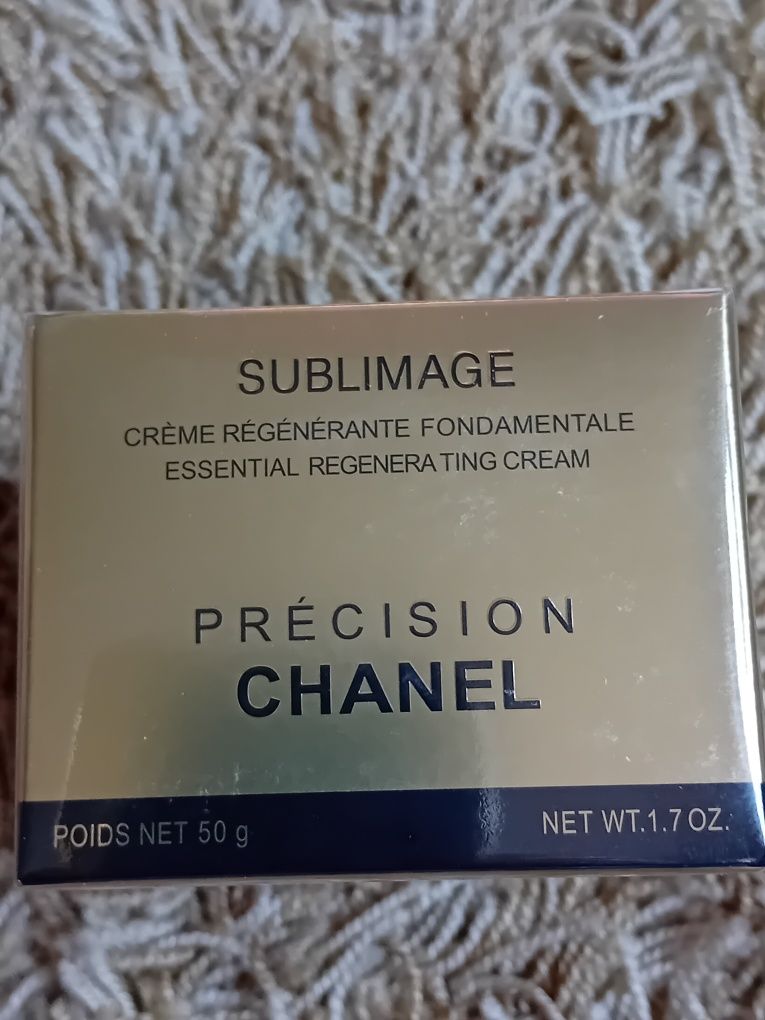 SUBLIMAGE
CRÈME RÉGÉNÉRANTE FONDAMENTALE
ESSENTIAL REGENERA TING CREAM
PRÉCISION
CHANEL
POIDS NET 50 g NET WT.1.7 OZ.